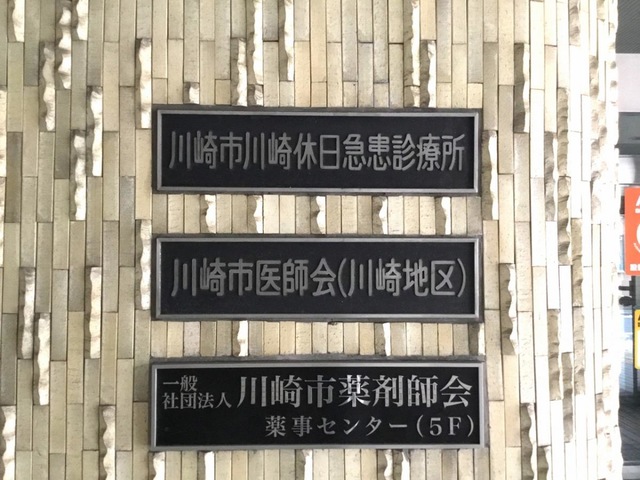 川崎市川崎休日急患診療所
川崎市医師会(川崎地区)
一般
社団法人 川崎市薬剤師会
薬事センター(5F)